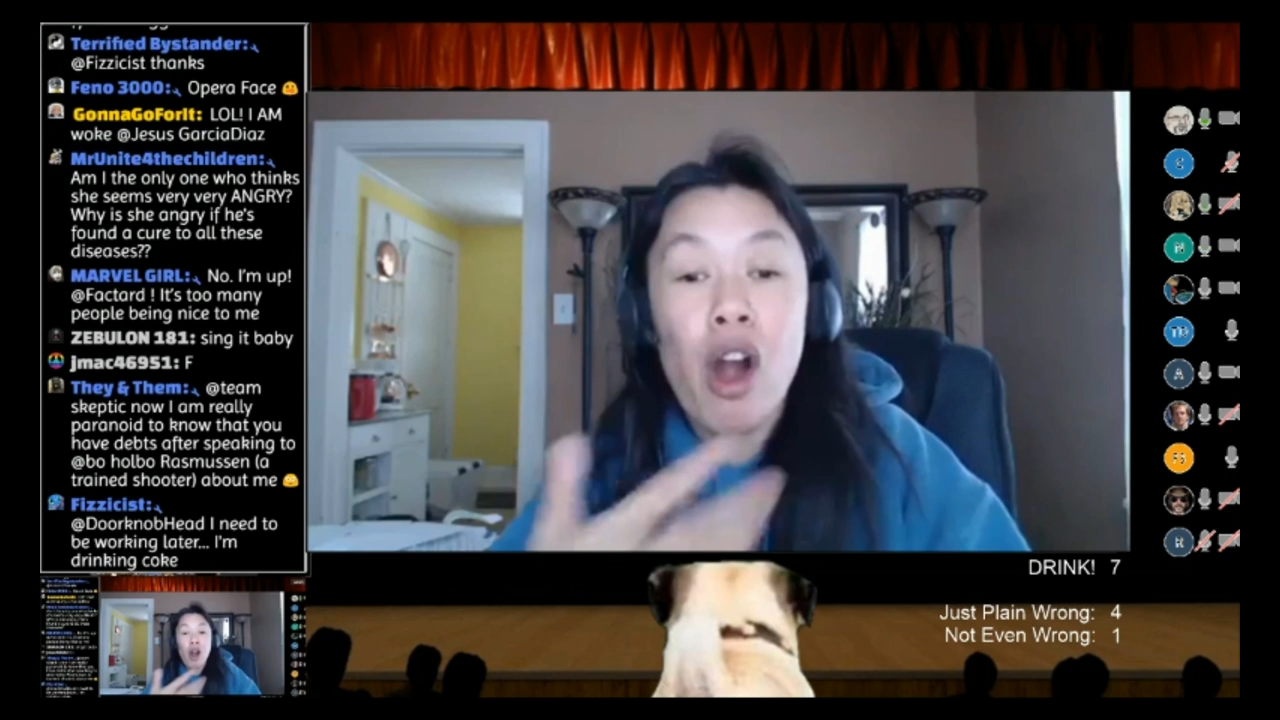 Terrified Bystander:
@Fizzicist thanks
Feno 3000: Opera Face
GonnaGoForIt: LOL! I AM
woke @Jesus GarciaDiaz
MrUnite4thechildren:
Am I the only one who thinks
she seems very very ANGRY?
Why is she angry if he's
found a cure to all these
diseases??
MARVEL GIRL: No. I'm up!
@Factard ! It's too many
people being nice to me
ZEBULON 181: sing it baby
jmac46951: F
They & Them: @team
skeptic now I am really
paranoid to know that you
have debts after speaking to
@bo holbo Rasmussen (a
trained shooter) about me
Fizzicist:
@DoorknobHead I need to
be working later... I'm
drinking coke
S
N
A
DRINK! 7
Just Plain Wrong: 4
Not Even Wrong: 1